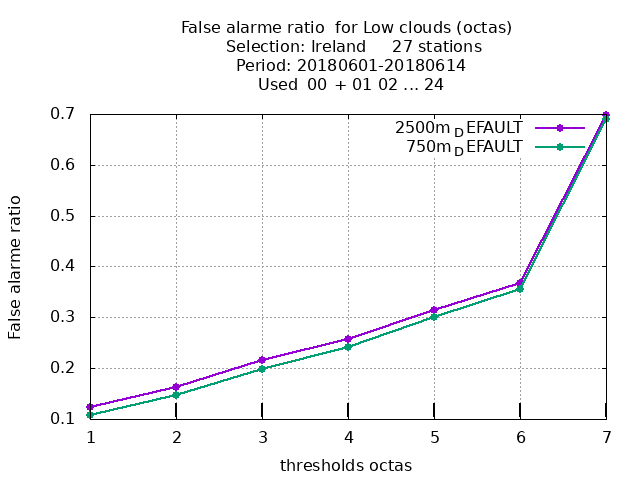 False alarme ratio  for Low clouds (octas)
Selection: Ireland     27 stations
Period: 20180601-20180614
Used  00 + 01 02 ... 24
0.7
2500m_DEFAULT
750m_DEFAULT
0.6
0.5
0.4
0.3
0.2
0.1
False alarme ratio
1 2 3 4 5 6 7
thresholds octas